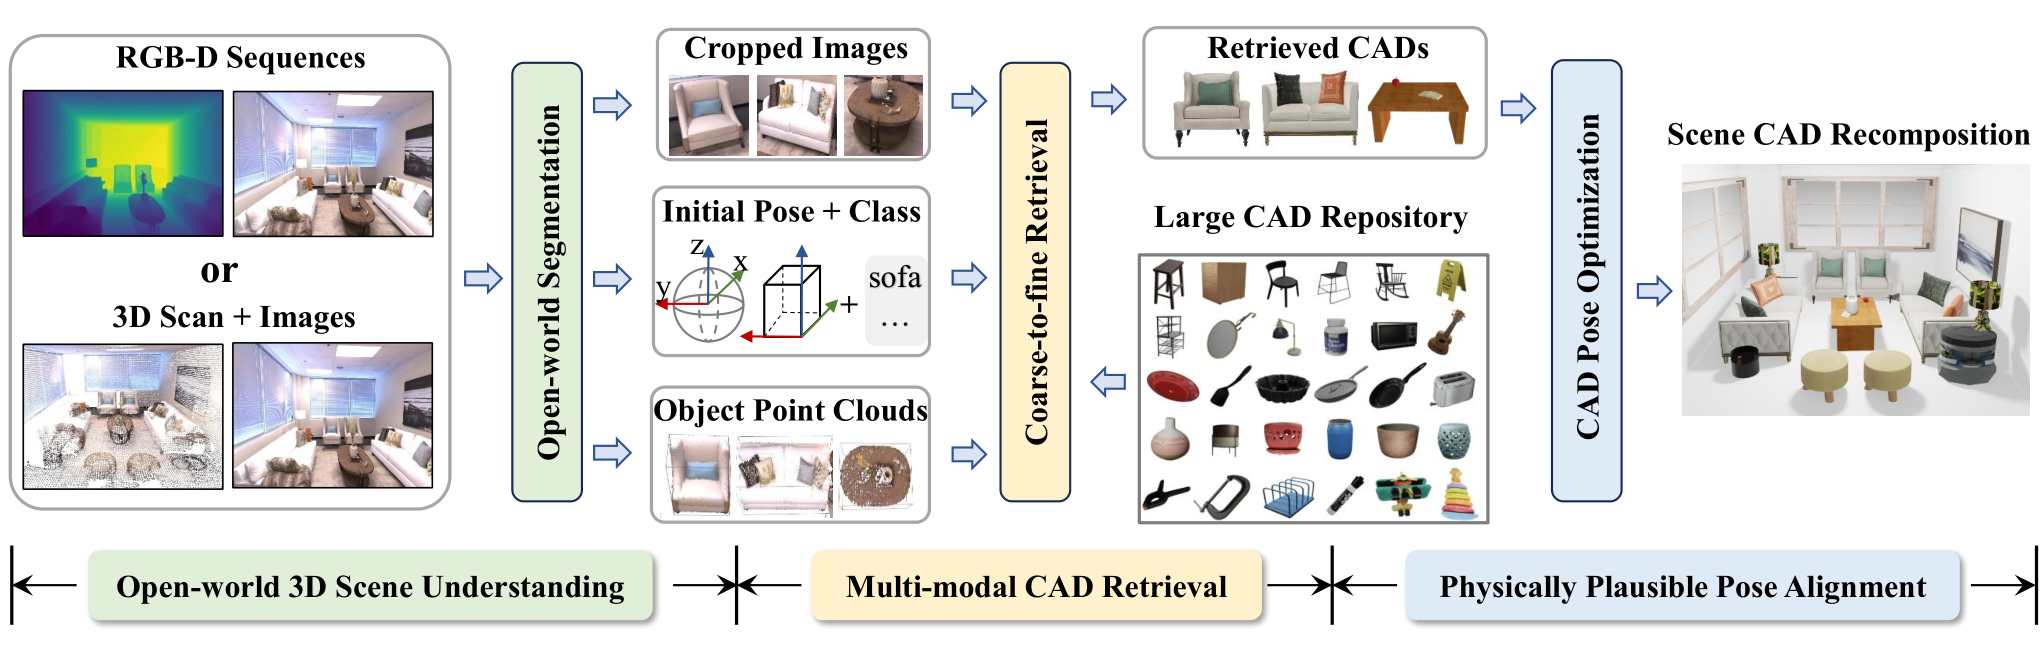 RGB-D Sequences
or
3D Scan + Images
Open-world Segmentation
Cropped Images
Initial Pose + Class
z
x
y
+
sofa
...
Object Point Clouds
Coarse-to-fine Retrieval
Retrieved CADs
Large CAD Repository
CAD Pose Optimization
Scene CAD Recomposition
Open-world 3D Scene Understanding
Multi-modal CAD Retrieval
Physically Plausible Pose Alignment